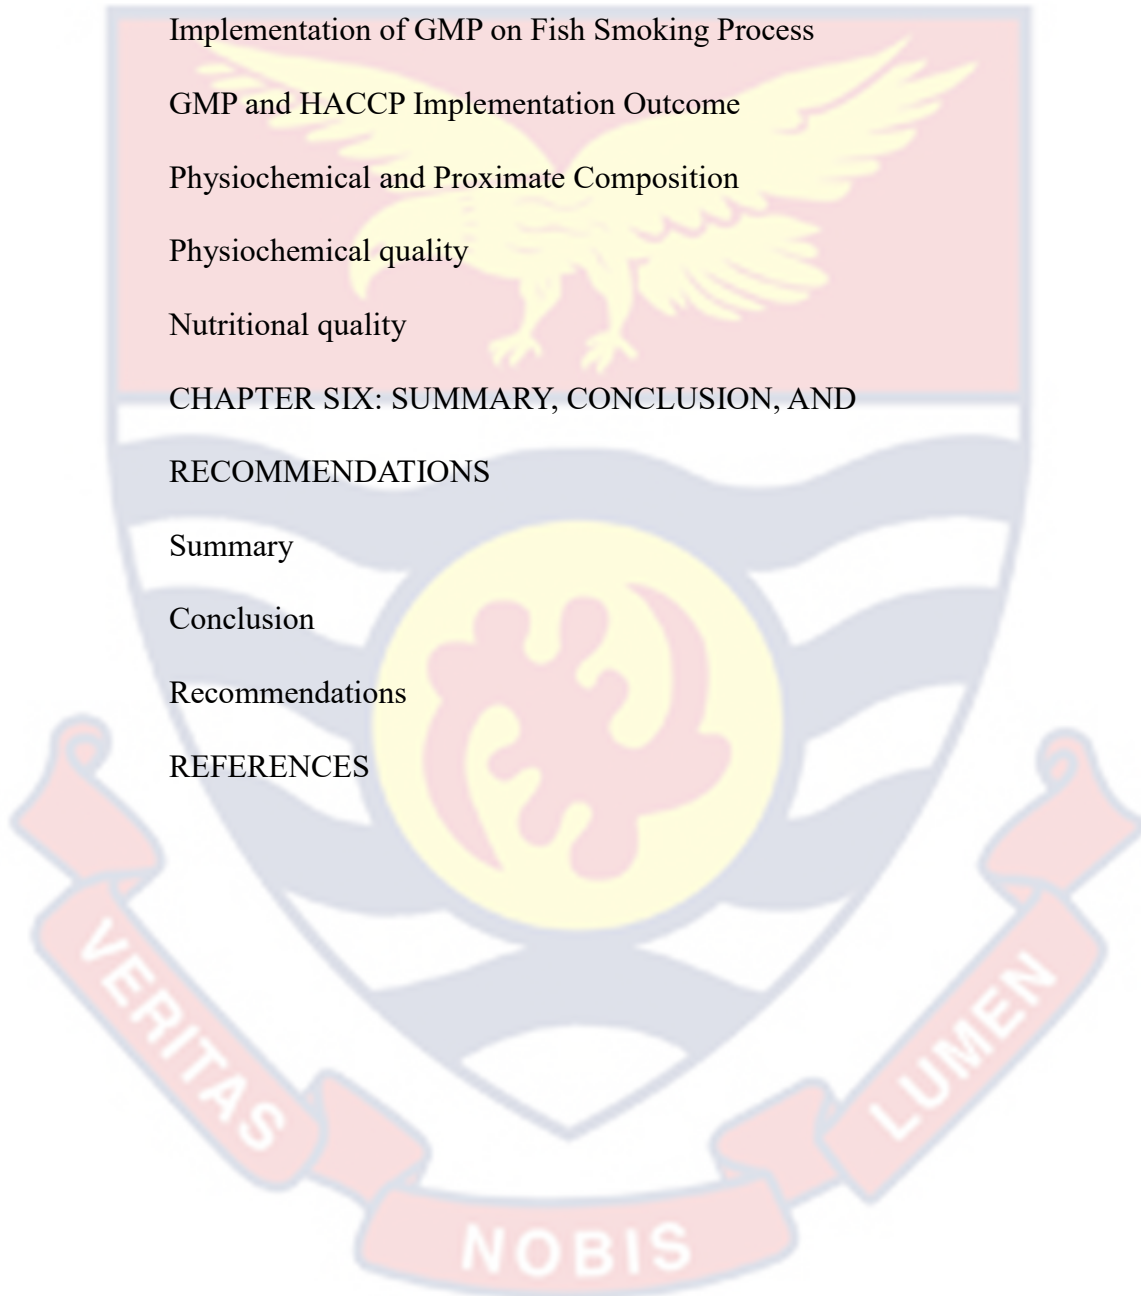 Implementation of GMP on Fish Smoking Process
GMP and HACCP Implementation Outcome
Physiochemical and Proximate Composition
Physiochemical quality
Nutritional quality
CHAPTER SIX: SUMMARY, CONCLUSION, AND
RECOMMENDATIONS
Summary
Conclusion
Recommendations
REFERENCES
VERITAS
NOBIS
LUMEN